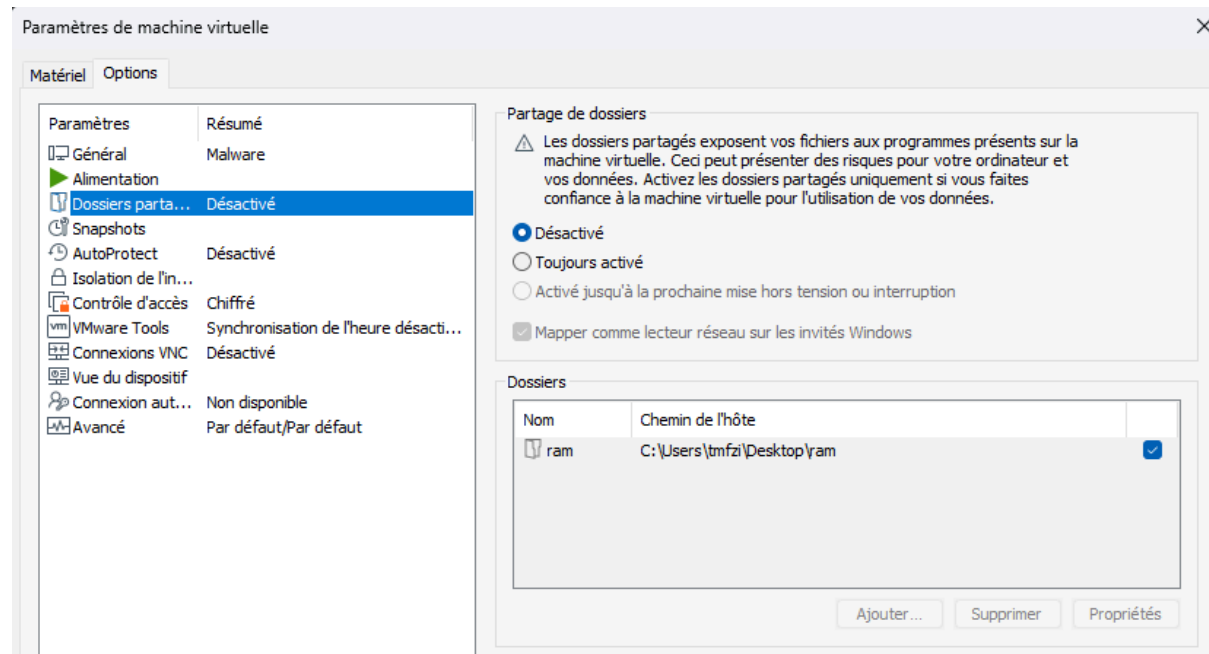 Paramètres de machine virtuelle
Matériel Options
Paramètres Résumé
Général Malware
Alimentation
Dossiers parta... Désactivé
Snapshots
AutoProtect Désactivé
Isolation de l'in...
Contrôle d'accès Chiffré
vm VMware Tools Synchronisation de l'heure désacti...
Connexions VNC Désactivé
Vue du dispositif
Connexion aut... Non disponible
Avancé Par défaut/Par défaut
Partage de dossiers
Les dossiers partagés exposent vos fichiers aux programmes présents sur la
machine virtuelle. Ceci peut présenter des risques pour votre ordinateur et
vos données. Activez les dossiers partagés uniquement si vous faites
confiance à la machine virtuelle pour l'utilisation de vos données.
Désactivé
Toujours activé
Activé jusqu'à la prochaine mise hors tension ou interruption
Mapper comme lecteur réseau sur les invités Windows
Dossiers
Nom Chemin de l'hôte
ram C:\Users\tmfzi\Desktop\ram
Ajouter... Supprimer Propriétés